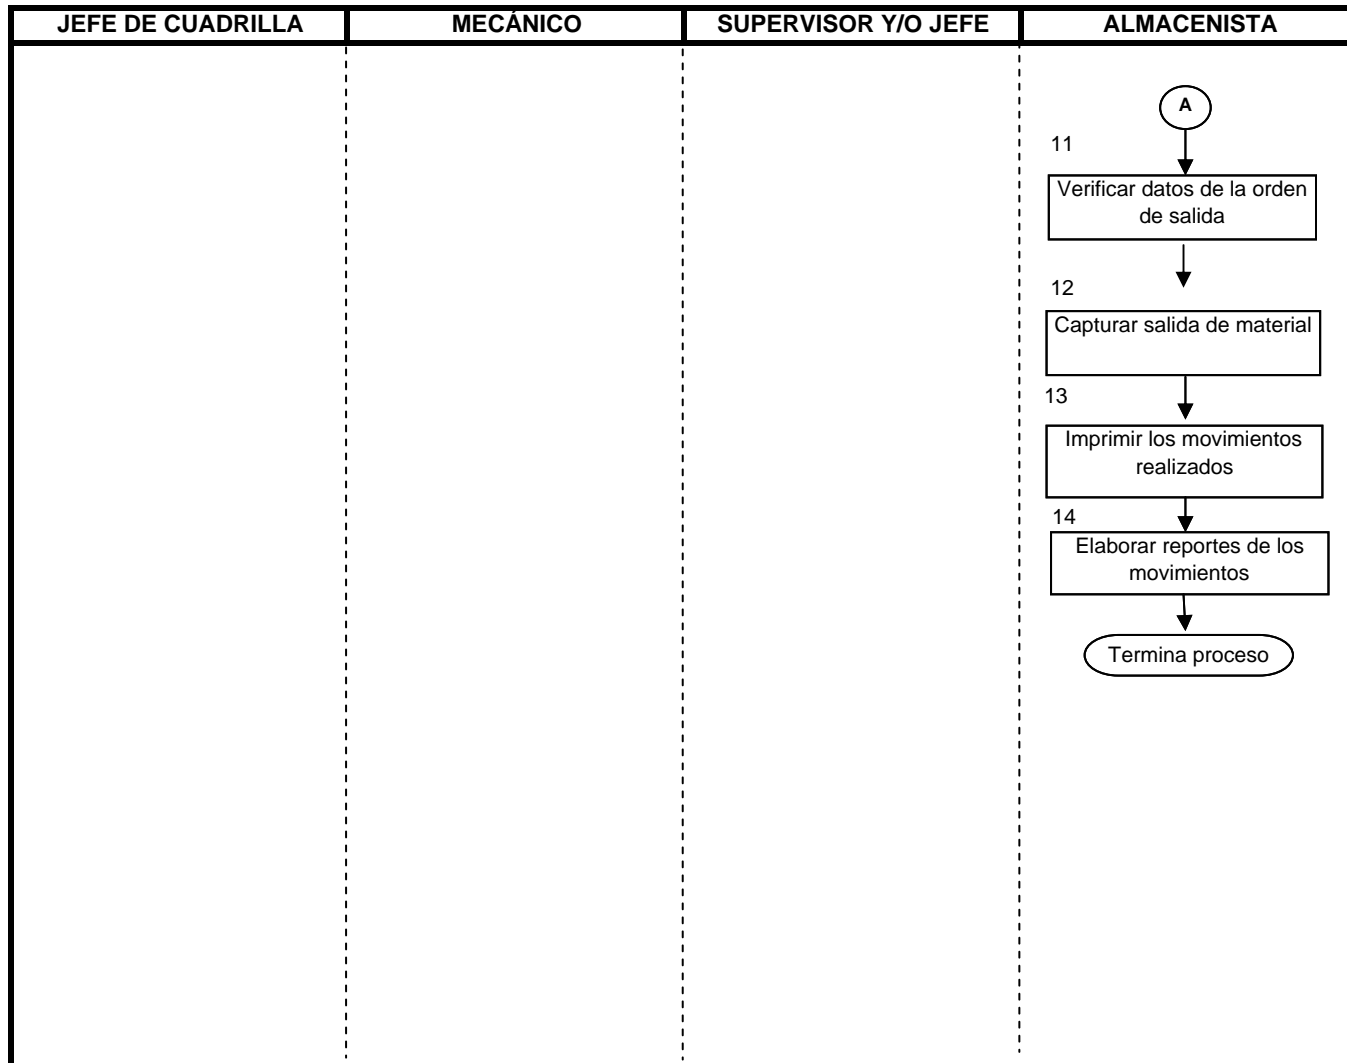 JEFE DE CUADRILLA
MECÁNICO
SUPERVISOR Y/O JEFE
ALMACENISTA
A
11
Verificar datos de la orden
de salida
12
Capturar salida de material
13
Imprimir los movimientos
realizados
14
Elaborar reportes de los
movimientos
Termina proceso